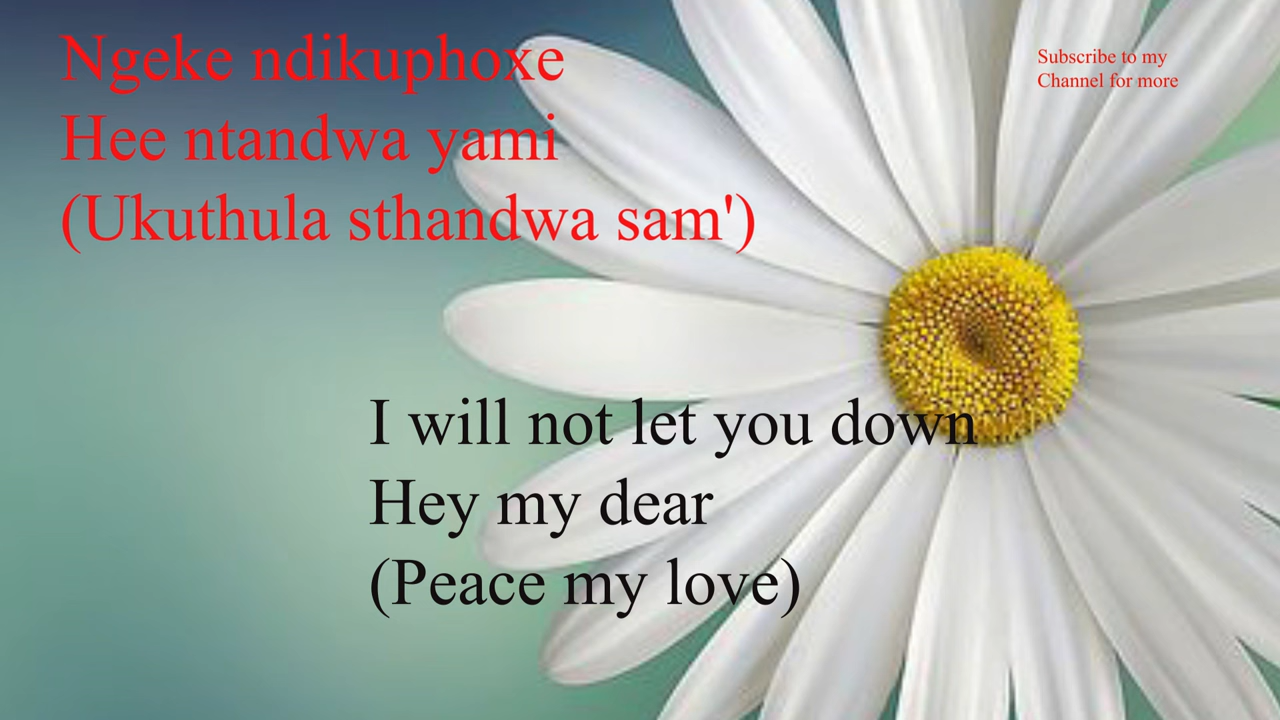 Ngeke ndikuphoxe
Hee ntandwa yami
(Ukuthula sthandwa sam')
Subscribe to my
Channel for more
I will not let you down
Hey my dear
(Peace my love)